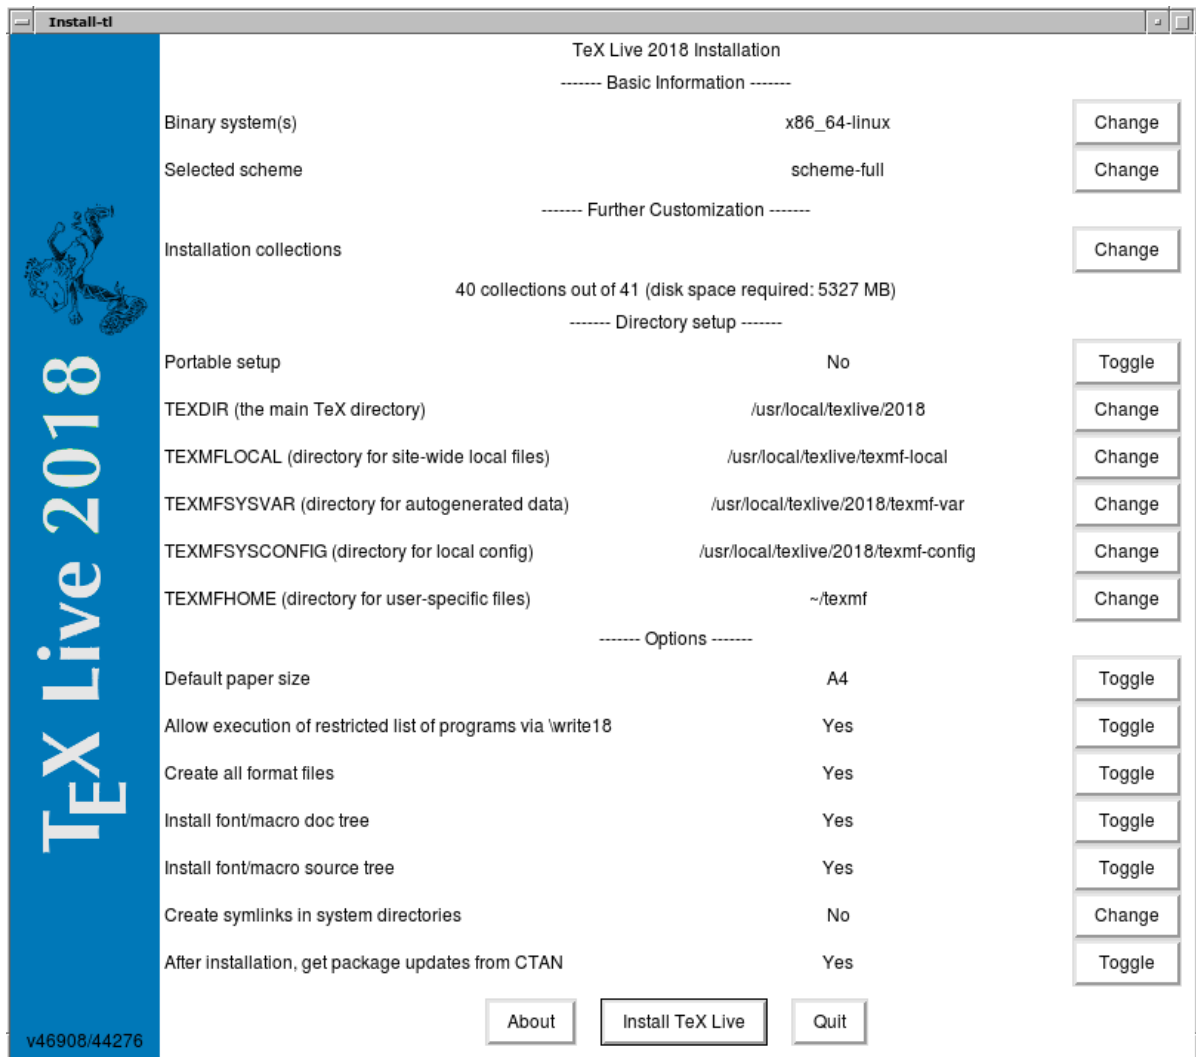 Install-tl
TeX Live 2018 Installation
------- Basic Information -------
Binary system(s) x86_64-linux Change
Selected scheme scheme-full Change
------- Further Customization -------
Installation collections Change
40 collections out of 41 (disk space required: 5327 MB)
------- Directory setup -------
Portable setup No Toggle
TEXDIR (the main TeX directory) /usr/local/texlive/2018 Change
TEXMFLOCAL (directory for site-wide local files) /usr/local/texlive/texmf-local Change
TEXMFSYSVAR (directory for autogenerated data) /usr/local/texlive/2018/texmf-var Change
TEXMFSYSCONFIG (directory for local config) /usr/local/texlive/2018/texmf-config Change
TEXMFHOME (directory for user-specific files) ~/texmf Change
------- Options -------
Default paper size A4 Toggle
Allow execution of restricted list of programs via \write18 Yes Toggle
Create all format files Yes Toggle
Install font/macro doc tree Yes Toggle
Install font/macro source tree Yes Toggle
Create symlinks in system directories No Change
After installation, get package updates from CTAN Yes Toggle
About Install TeX Live Quit
TEX Live 2018
v46908/44276